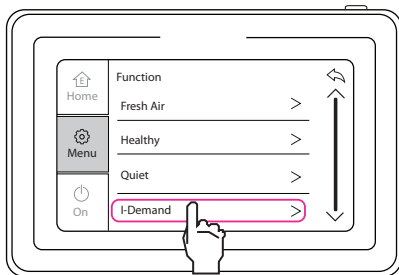 E
Home
Menu
On
Function
Fresh Air
Healthy
Quiet
I-Demand